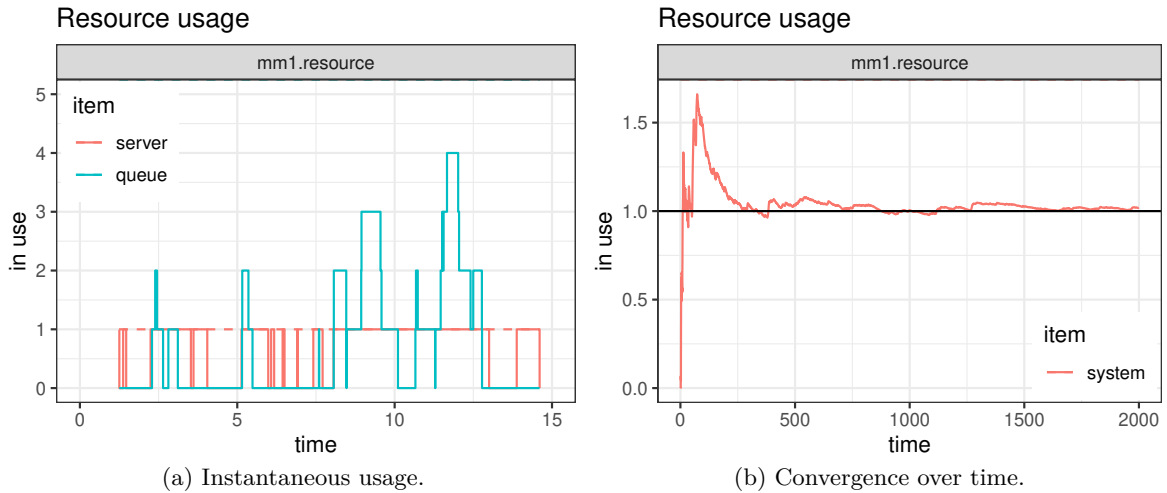 Resource usage
mm1.resource
5
4
3
2
1
0
in use
item
server
queue
0
5
10
15
time
(a) Instantaneous usage.
Resource usage
mm1.resource
1.5
1.0
0.5
0.0
in use
item
system
0
500
1000
1500
2000
time
(b) Convergence over time.